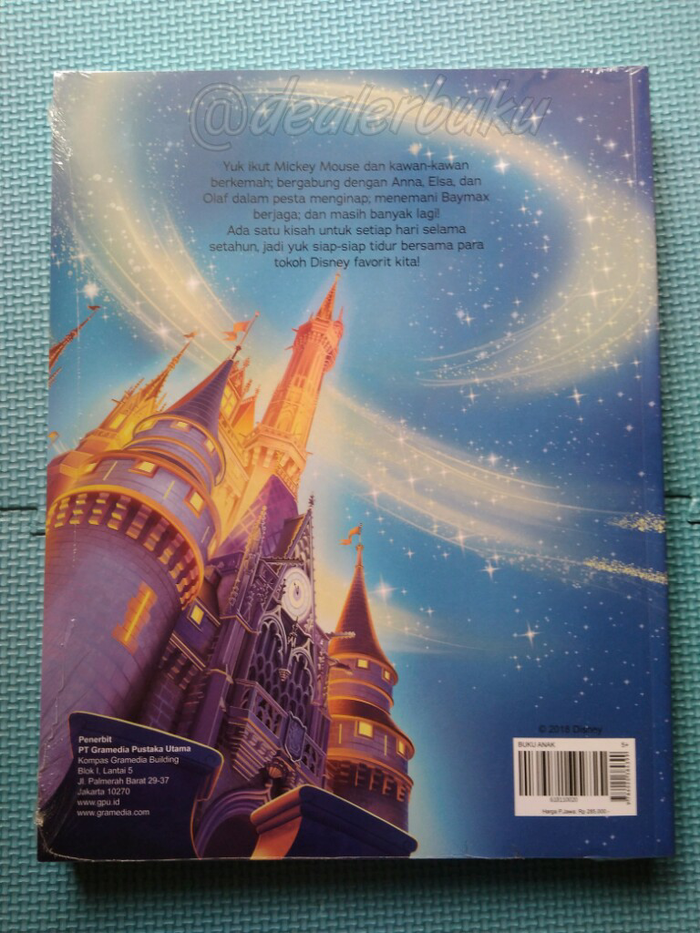 @dealerbuku
Yuk ikut Mickey Mouse dan kawan-kawan
berkemah; bergabung dengan Anna, Elsa, dan
Olaf dalam pesta menginap; menemani Baymax
berjaga; dan masih banyak lagi!
Ada satu kisah untuk setiap hari selama
setahun, jadi yuk siap-siap tidur bersama para
tokoh Disney favorit kita!
Penerbit
PT Gramedia Pustaka Utama
Kompas Gramedia Building
Blok I, Lantai 5
Jl. Palmerah Barat 29-37
Jakarta 10270
www.gpu.id
www.gramedia.com
© 2018 Disney
BUKU ANAK
5+
Harga P.Jawa; Rp